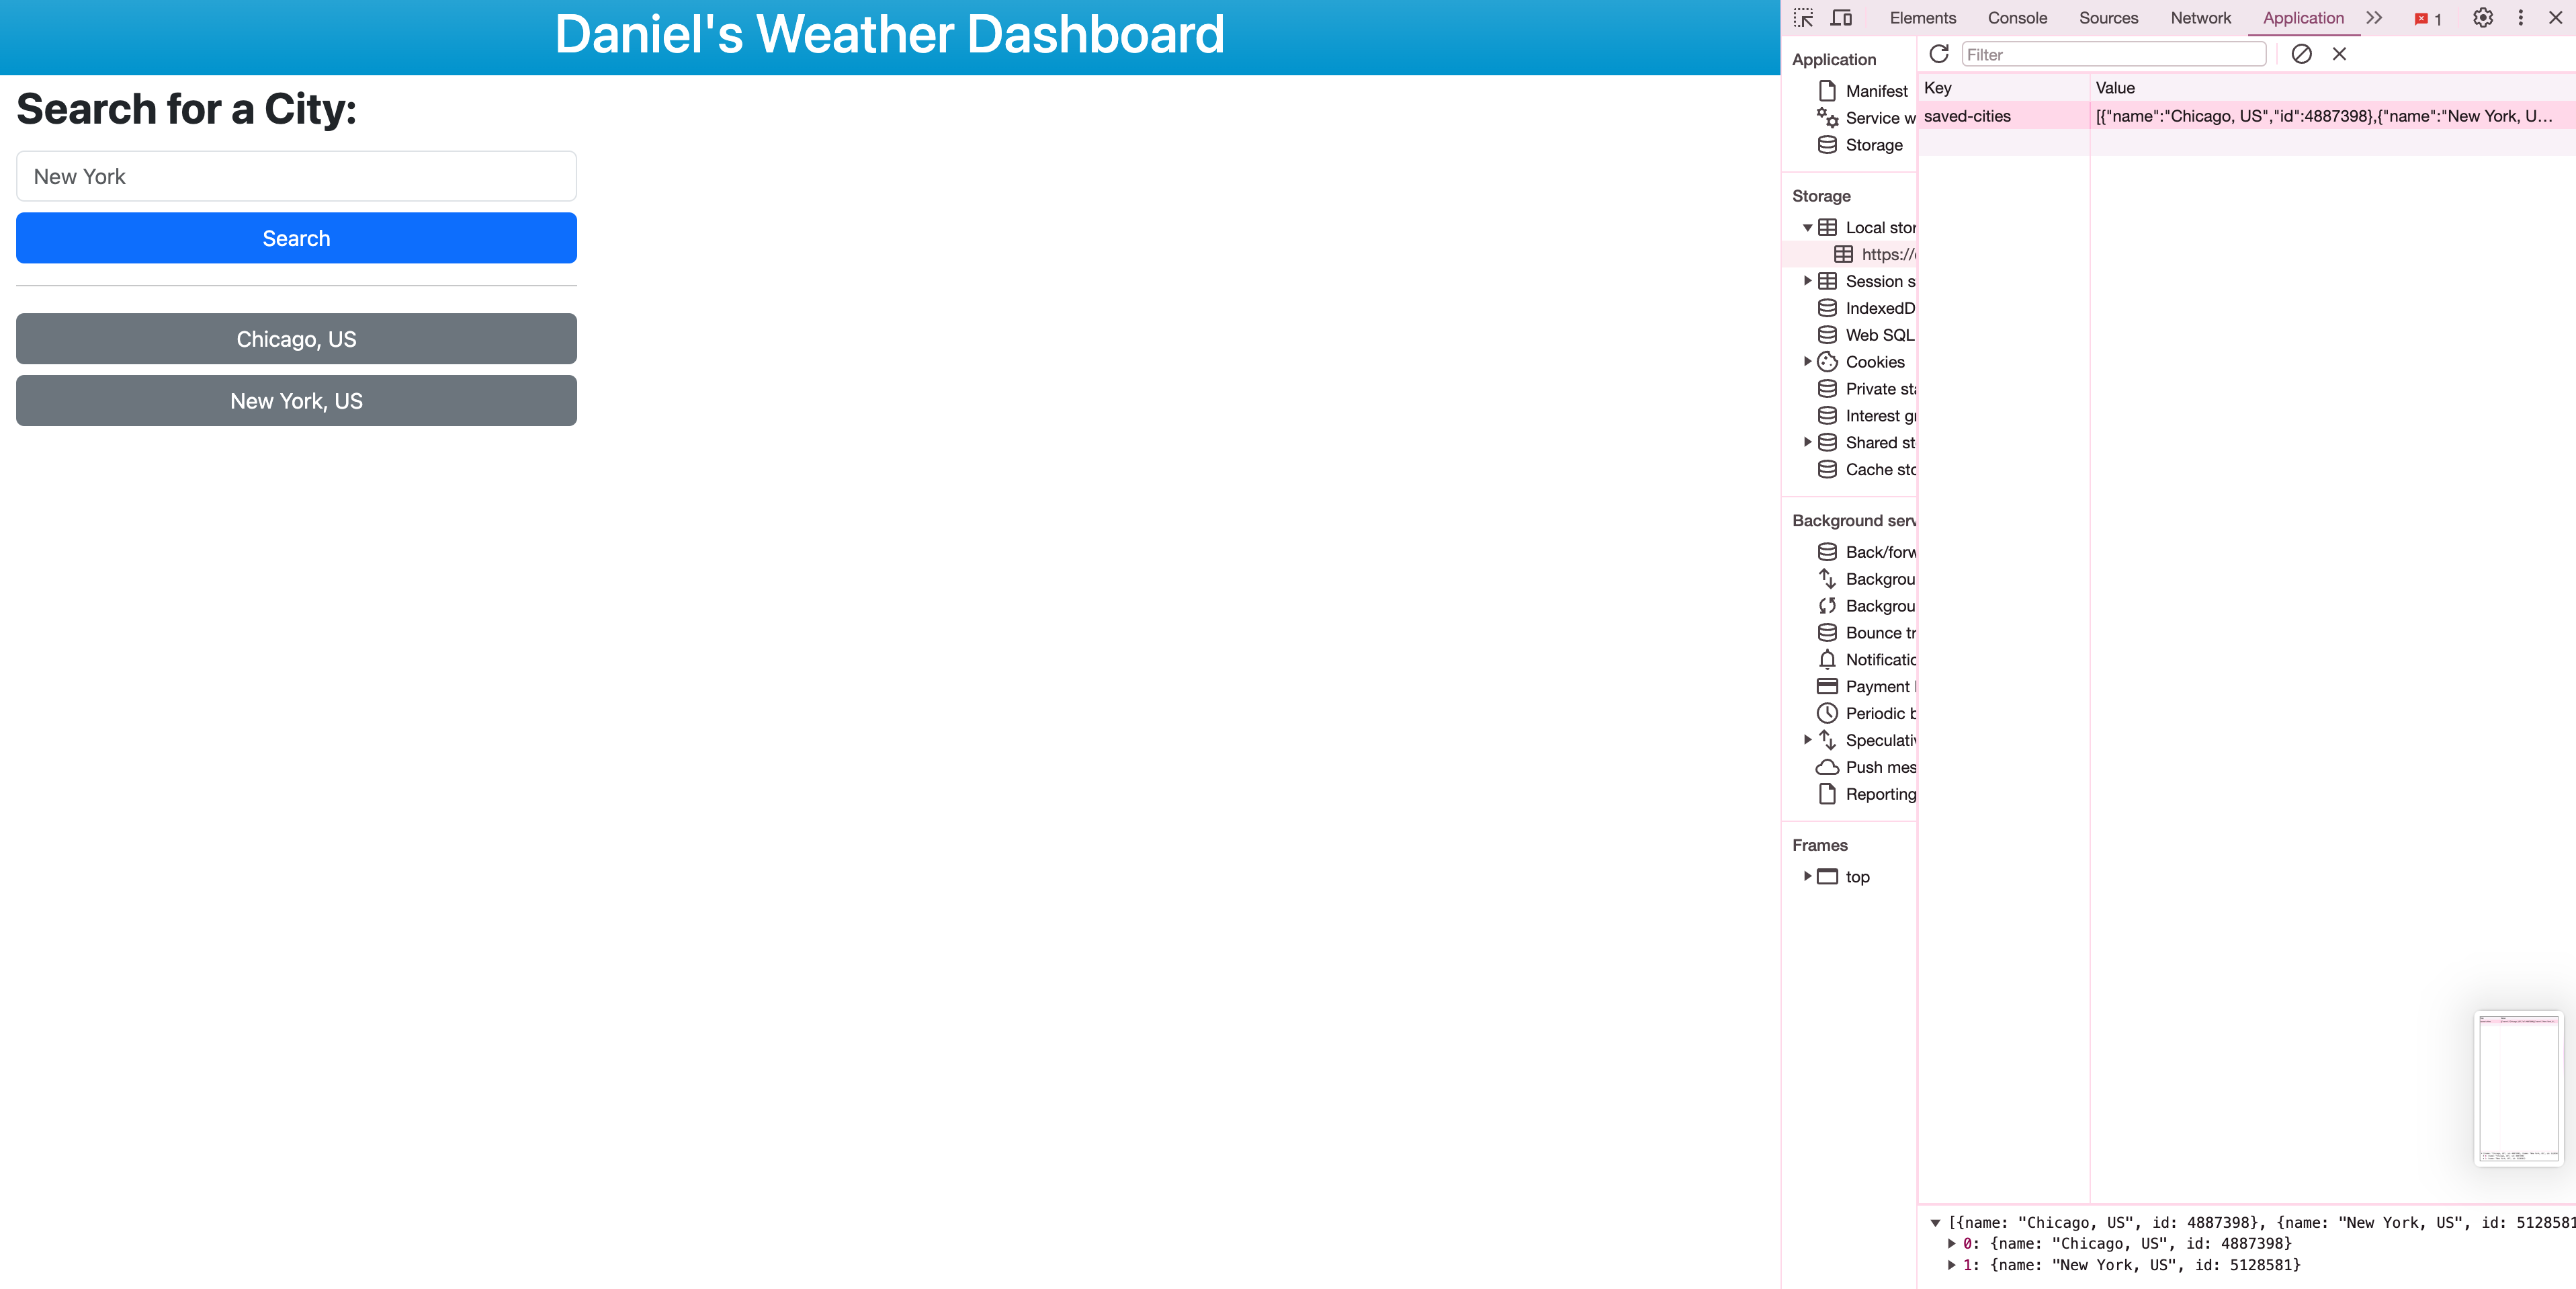 Daniel's Weather Dashboard
Search for a City:
New York
Search
Chicago, US
New York, US
Elements Console Sources Network Application 1
Filter
Application
Manifest
Service w
Storage
Storage
Local stor
https://
Session s
IndexedD
Web SQL
Cookies
Private sta
Interest g
Shared st
Cache sto
Background serv
Back/forw
Backgrou
Backgrou
Bounce tr
Notificatio
Payment
Periodic b
Speculativ
Push mes
Reporting
Frames
top
Key Value
saved-cities [{"name":"Chicago, US","id":4887398},{"name":"New York, U…
[{name: "Chicago, US", id: 4887398}, {name: "New York, US", id: 5128581
0: {name: "Chicago, US", id: 4887398}
1: {name: "New York, US", id: 5128581}